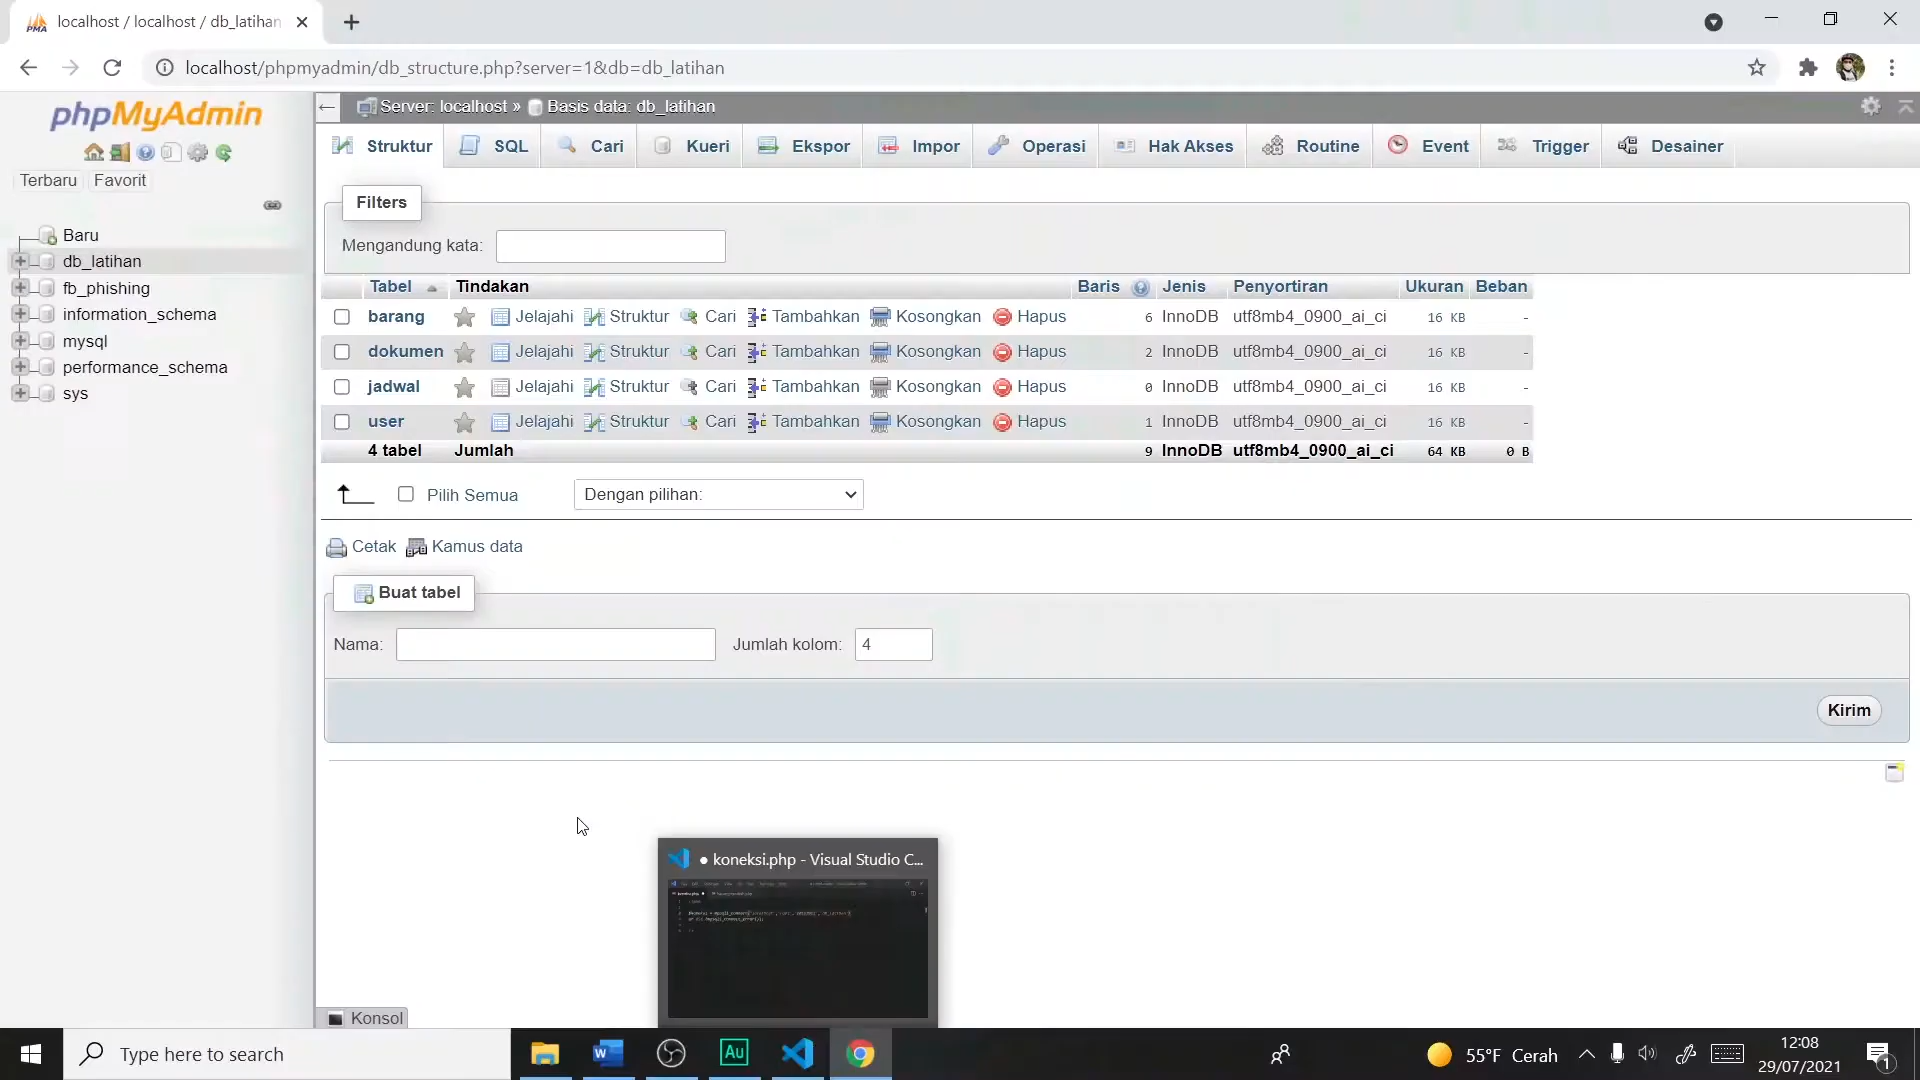 localhost / localhost / db_latihan
localhost/phpmyadmin/db_structure.php?server=1&db=db_latihan
phpMyAdmin
Terbaru Favorit
Baru
db_latihan
fb_phishing
information_schema
mysql
performance_schema
sys
Server: localhost » Basis data: db_latihan
Struktur SQL Cari Kueri Ekspor Impor Operasi Hak Akses Routine Event Trigger Desainer
Filters
Mengandung kata:
Tabel Tindakan Baris Jenis Penyortiran Ukuran Beban
barang Jelajahi Struktur Cari Tambahkan Kosongkan Hapus 6 InnoDB utf8mb4_0900_ai_ci 16 KB -
dokumen Jelajahi Struktur Cari Tambahkan Kosongkan Hapus 2 InnoDB utf8mb4_0900_ai_ci 16 KB -
jadwal Jelajahi Struktur Cari Tambahkan Kosongkan Hapus 0 InnoDB utf8mb4_0900_ai_ci 16 KB -
user Jelajahi Struktur Cari Tambahkan Kosongkan Hapus 1 InnoDB utf8mb4_0900_ai_ci 16 KB -
4 tabel Jumlah 9 InnoDB utf8mb4_0900_ai_ci 64 KB 0 B
Pilih Semua Dengan pilihan:
Cetak Kamus data
Buat tabel
Nama: Jumlah kolom: 4
Kirim
● koneksi.php - Visual Studio C...
Konsol
Type here to search
Au
55°F Cerah
12:08
29/07/2021
1